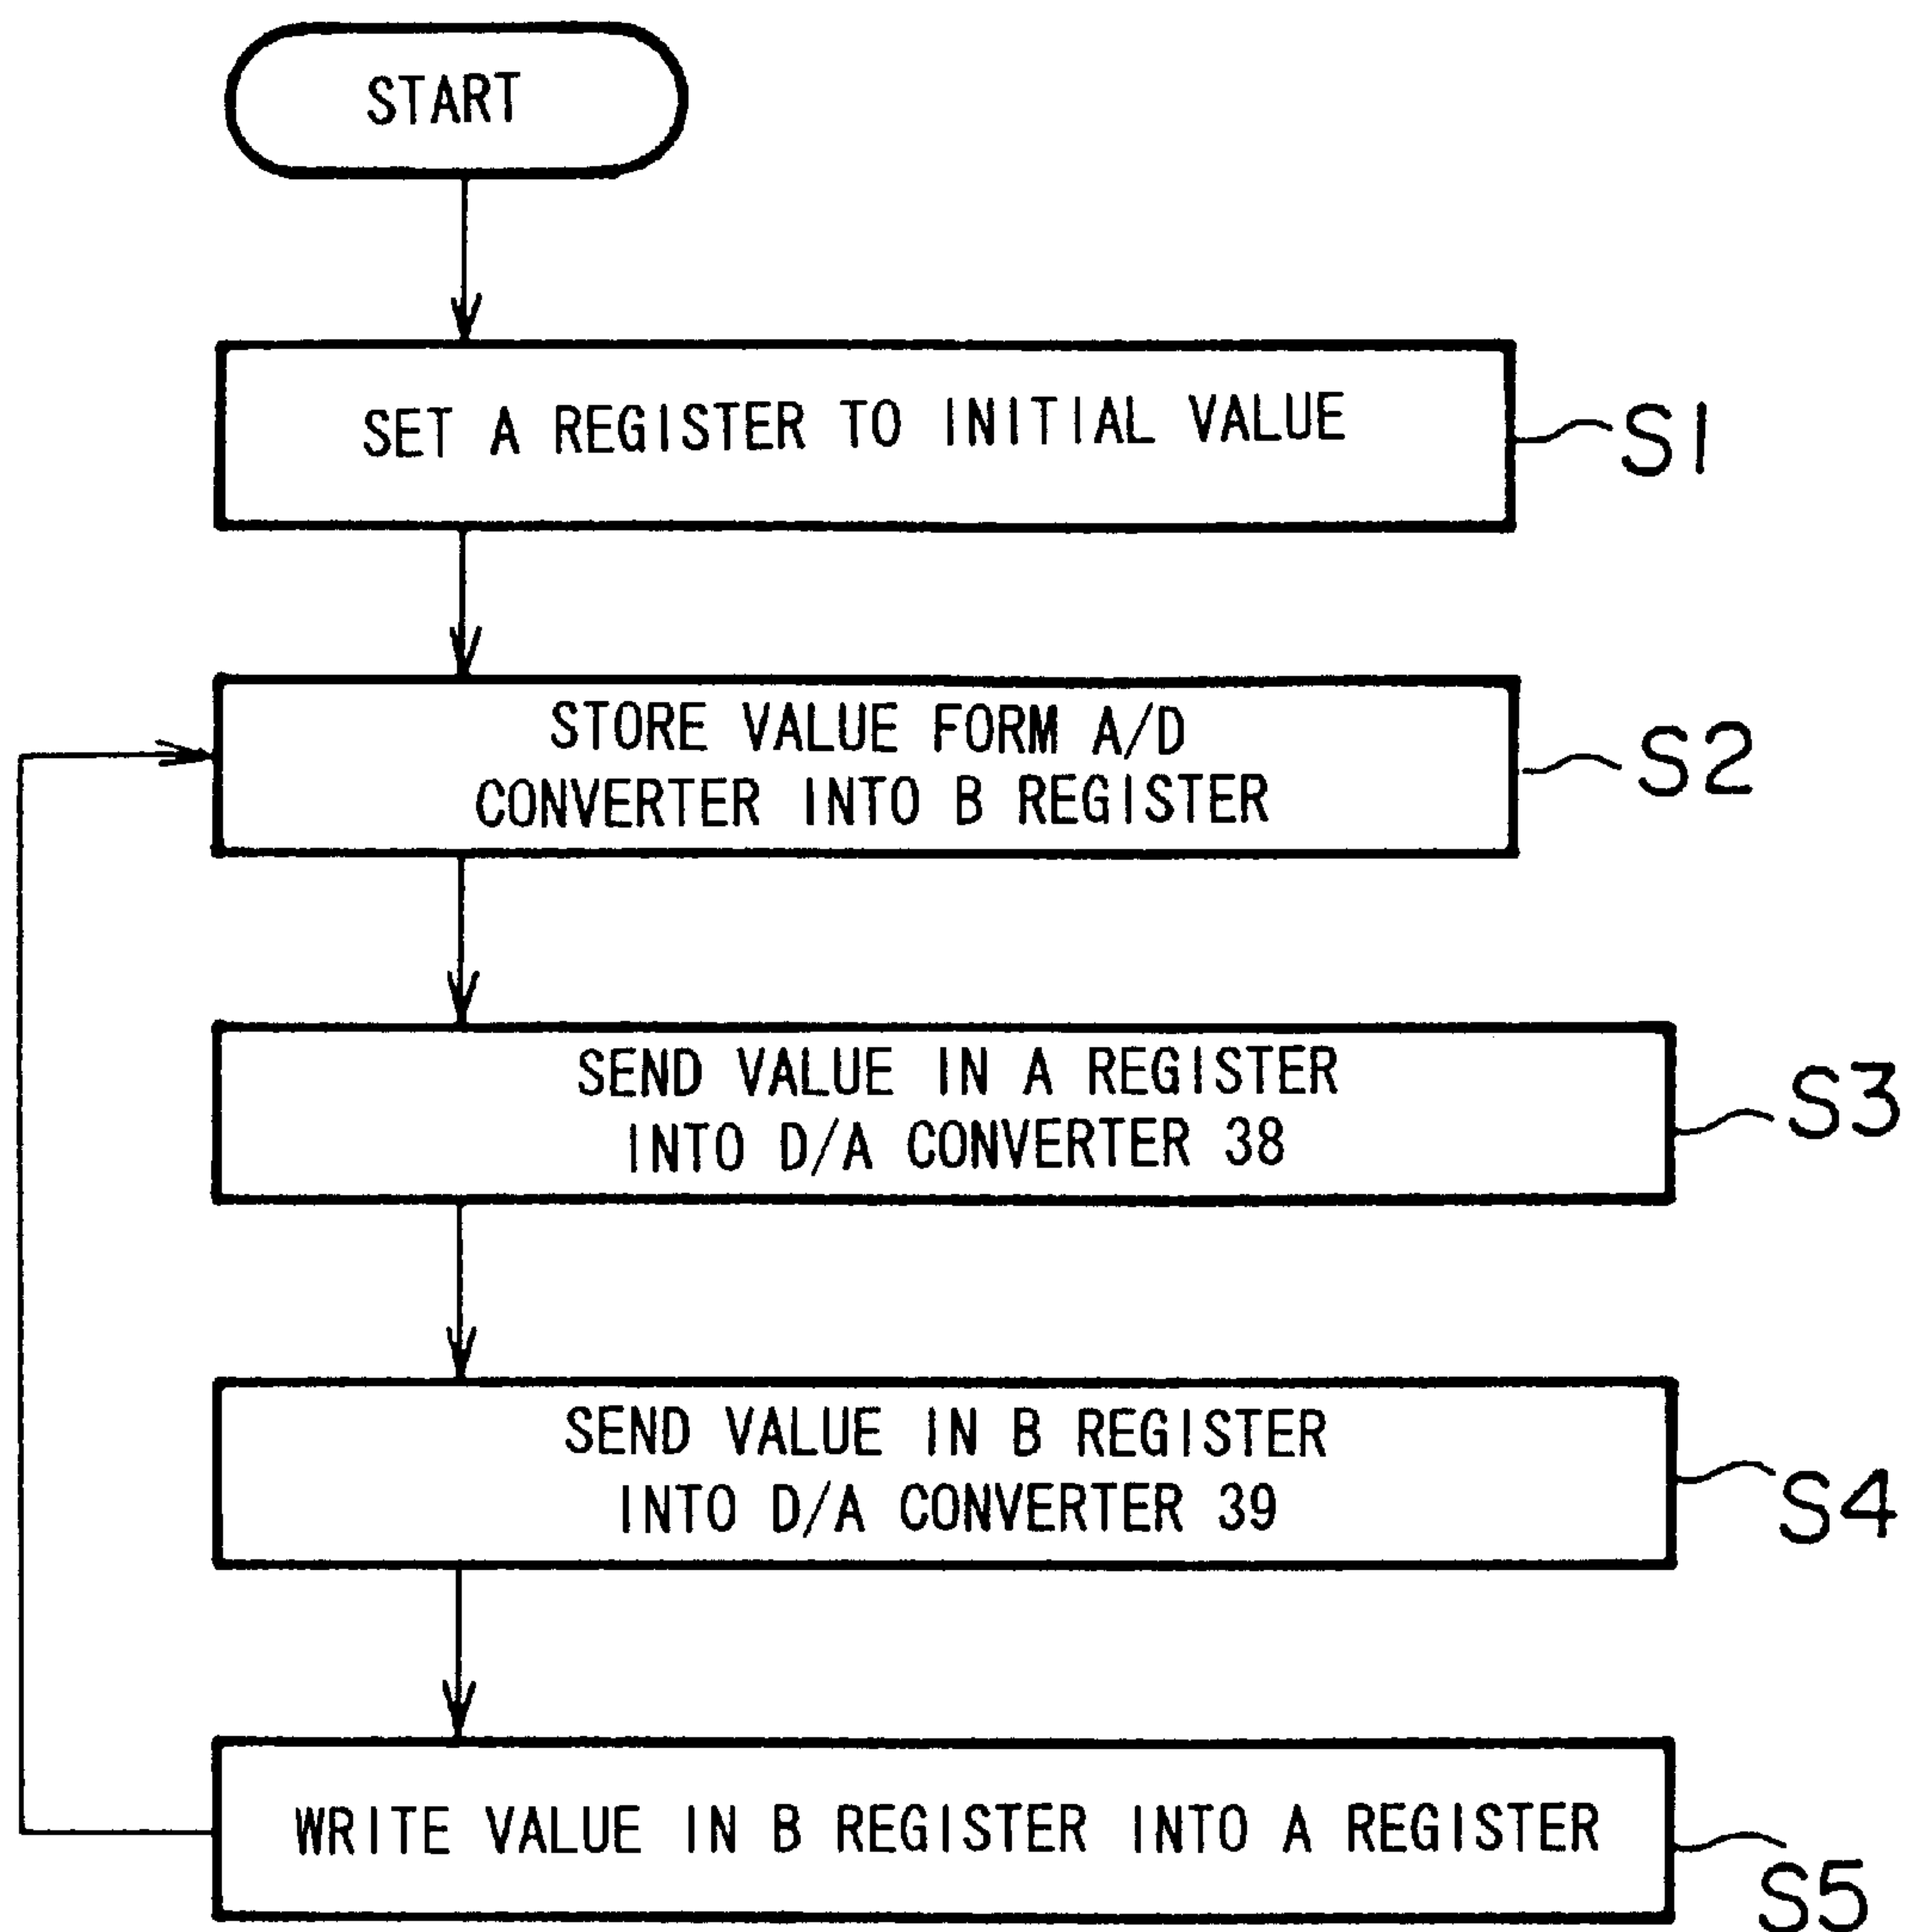 START
SET A REGISTER TO INITIAL VALUE
S1
STORE VALUE FORM A/D
CONVERTER INTO B REGISTER
S2
SEND VALUE IN A REGISTER
INTO D/A CONVERTER 38
S3
SEND VALUE IN B REGISTER
INTO D/A CONVERTER 39
S4
WRITE VALUE IN B REGISTER INTO A REGISTER
S5